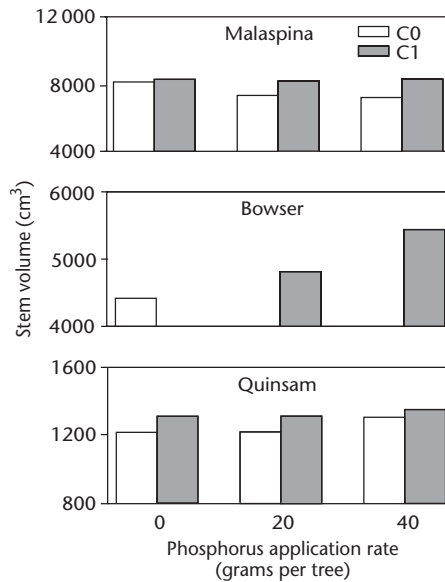 12 000
Malaspina
C0
C1
8000
4000
Stem volume (cm³)
6000
Bowser
5000
4000
1600
Quinsam
1200
800
0 20 40
Phosphorus application rate
(grams per tree)